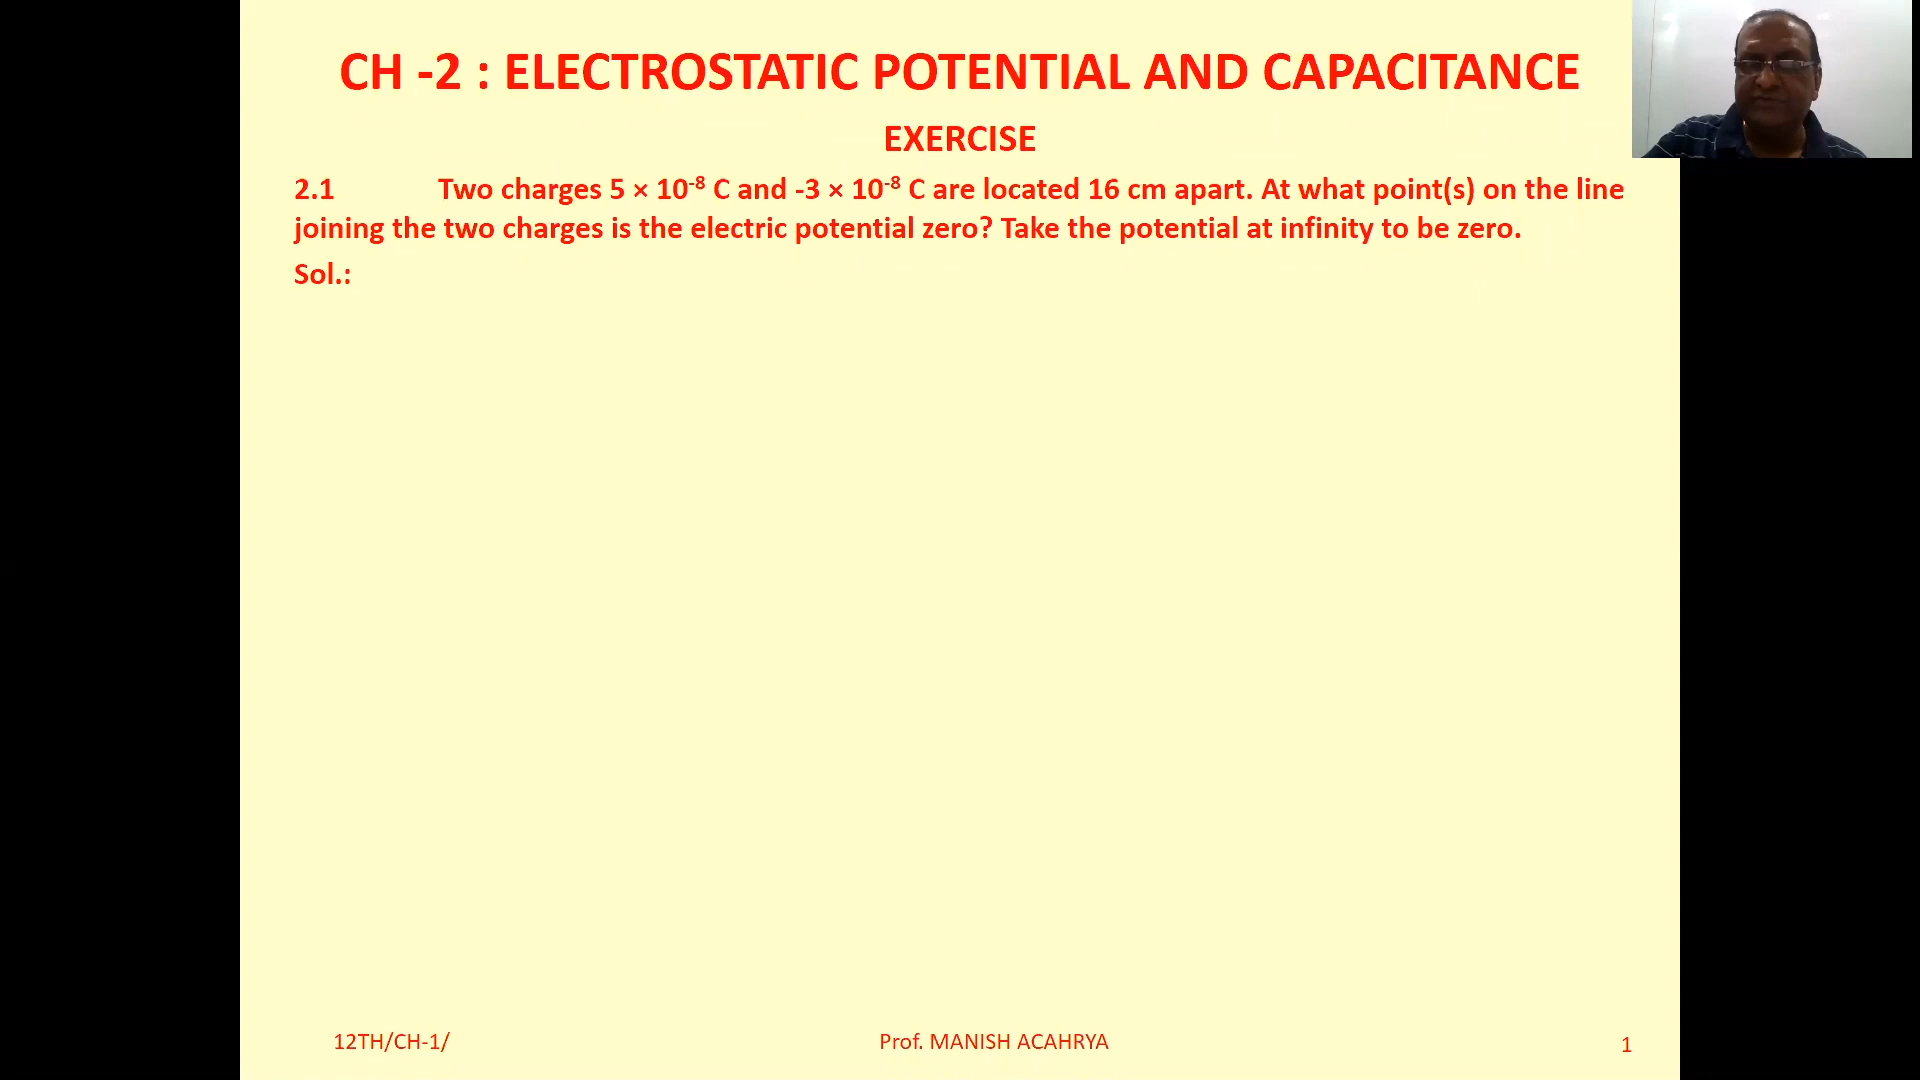 CH -2 : ELECTROSTATIC POTENTIAL AND CAPACITANCE
EXERCISE
2.1 Two charges 5 × 10⁻⁸ C and -3 × 10⁻⁸ C are located 16 cm apart. At what point(s) on the line
joining the two charges is the electric potential zero? Take the potential at infinity to be zero.
Sol.:
12TH/CH-1/
Prof. MANISH ACAHRYA
1